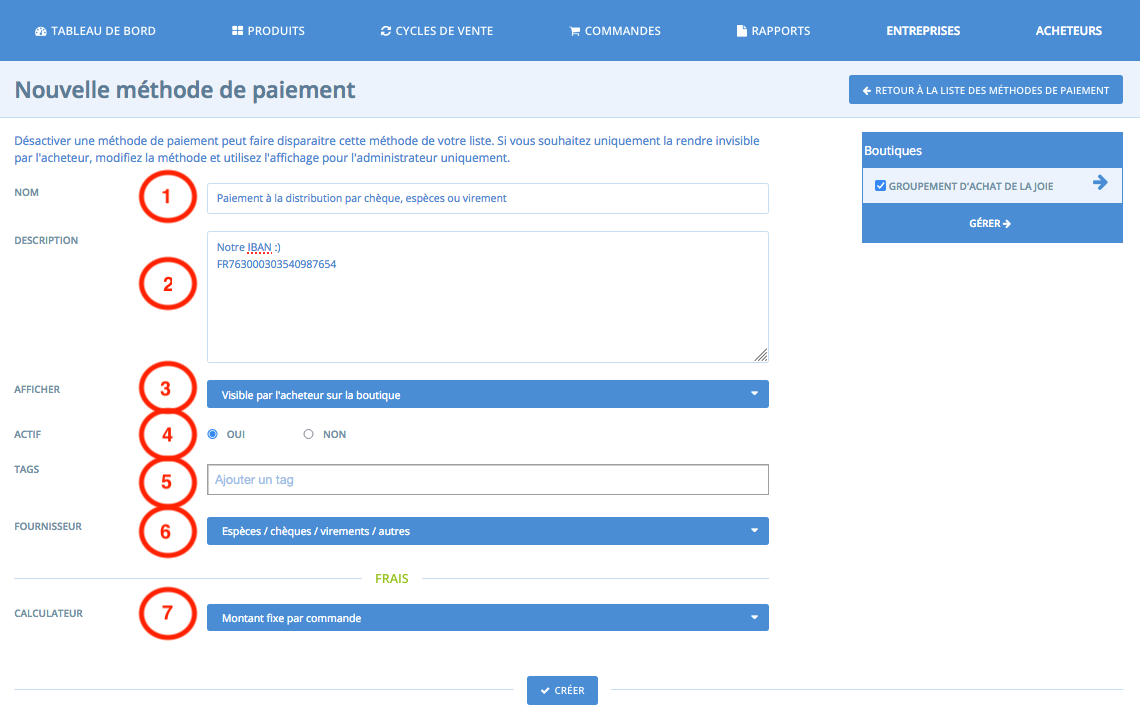 TABLEAU DE BORD PRODUITS CYCLES DE VENTE COMMANDES RAPPORTS ENTREPRISES ACHETEURS
Nouvelle méthode de paiement
RETOUR À LA LISTE DES MÉTHODES DE PAIEMENT
Désactiver une méthode de paiement peut faire disparaitre cette méthode de votre liste. Si vous souhaitez uniquement la rendre invisible
par l'acheteur, modifiez la méthode et utilisez l'affichage pour l'administrateur uniquement.
Boutiques
GROUPEMENT D'ACHAT DE LA JOIE
GÉRER
NOM
1
Paiement à la distribution par chèque, espèces ou virement
DESCRIPTION
2
Notre IBAN :)
FR763000303540987654
AFFICHER
3
Visible par l'acheteur sur la boutique
ACTIF
4
OUI NON
TAGS
5
Ajouter un tag
FOURNISSEUR
6
Espèces / chèques / virements / autres
FRAIS
CALCULATEUR
7
Montant fixe par commande
CRÉER